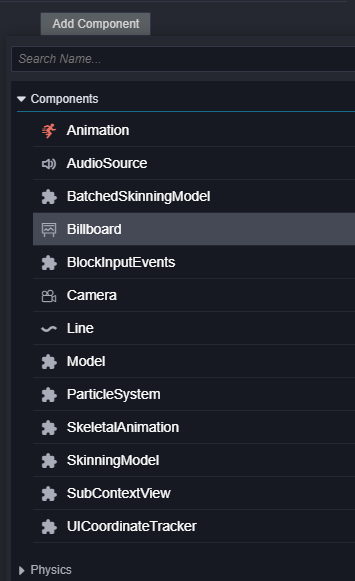 Add Component
Search Name...
Components
Animation
AudioSource
BatchedSkinningModel
Billboard
BlockInputEvents
Camera
Line
Model
ParticleSystem
SkeletalAnimation
SkinningModel
SubContextView
UICoordinateTracker
Physics